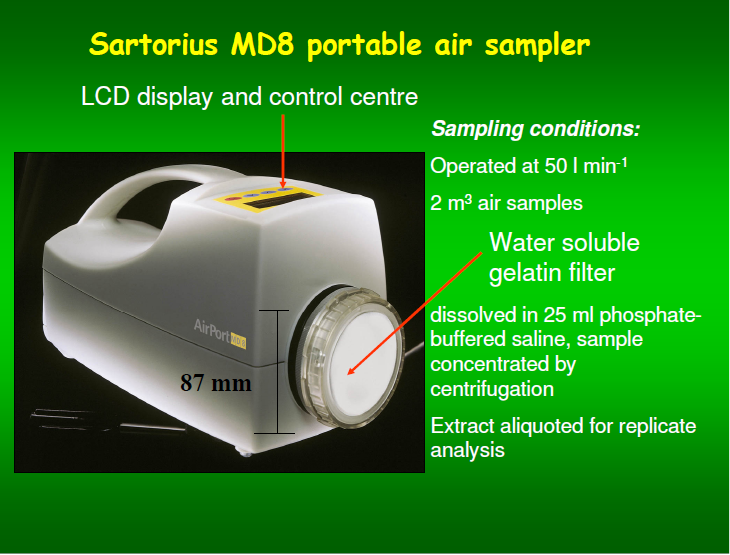 Sartorius MD8 portable air sampler
LCD display and control centre
Sampling conditions:
Operated at 50 l min⁻¹
2 m³ air samples
Water soluble
gelatin filter
dissolved in 25 ml phosphate-
buffered saline, sample
concentrated by
centrifugation
Extract aliquoted for replicate
analysis
AirPort MD8
87 mm